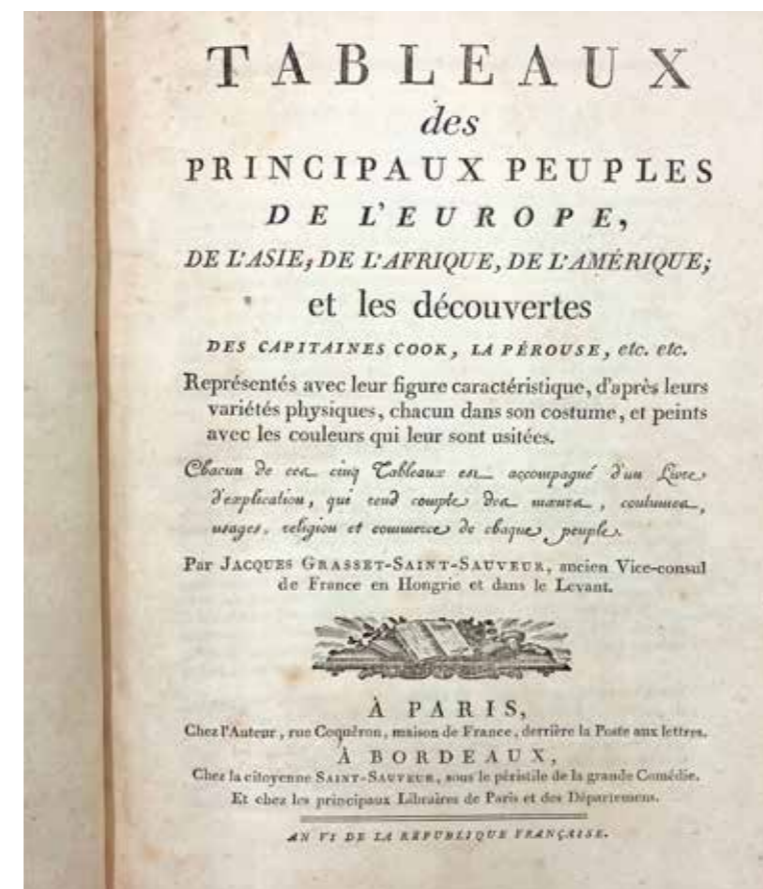 TABLEAUX
des
PRINCIPAUX PEUPLES
DE L'EUROPE,
DE L'ASIE, DE L'AFRIQUE, DE L'AMÉRIQUE;
et les découvertes
DES CAPITAINES COOK, LA PÉROUSE, etc. etc.
Représentés avec leur figure caractéristique, d'après leurs
variétés physiques, chacun dans son costume, et peints
avec les couleurs qui leur sont usitées.
Chacun de ces cinq Tableaux est accompagné d'un Livre
d'explication, qui rend compte des mœurs, coutumes,
usages, religion et commerce de chaque peuple.
Par JACQUES GRASSET-SAINT-SAUVEUR, ancien Vice-consul
de France en Hongrie et dans le Levant.
À PARIS,
Chez l'Auteur, rue Coquéron, maison de France, derrière la Poste aux lettres.
À BORDEAUX,
Chez la citoyenne SAINT-SAUVEUR, sous le péristile de la grande Comédie.
Et chez les principaux Libraires de Paris et des Départemens.
AN VI DE LA RÉPUBLIQUE FRANÇAISE.